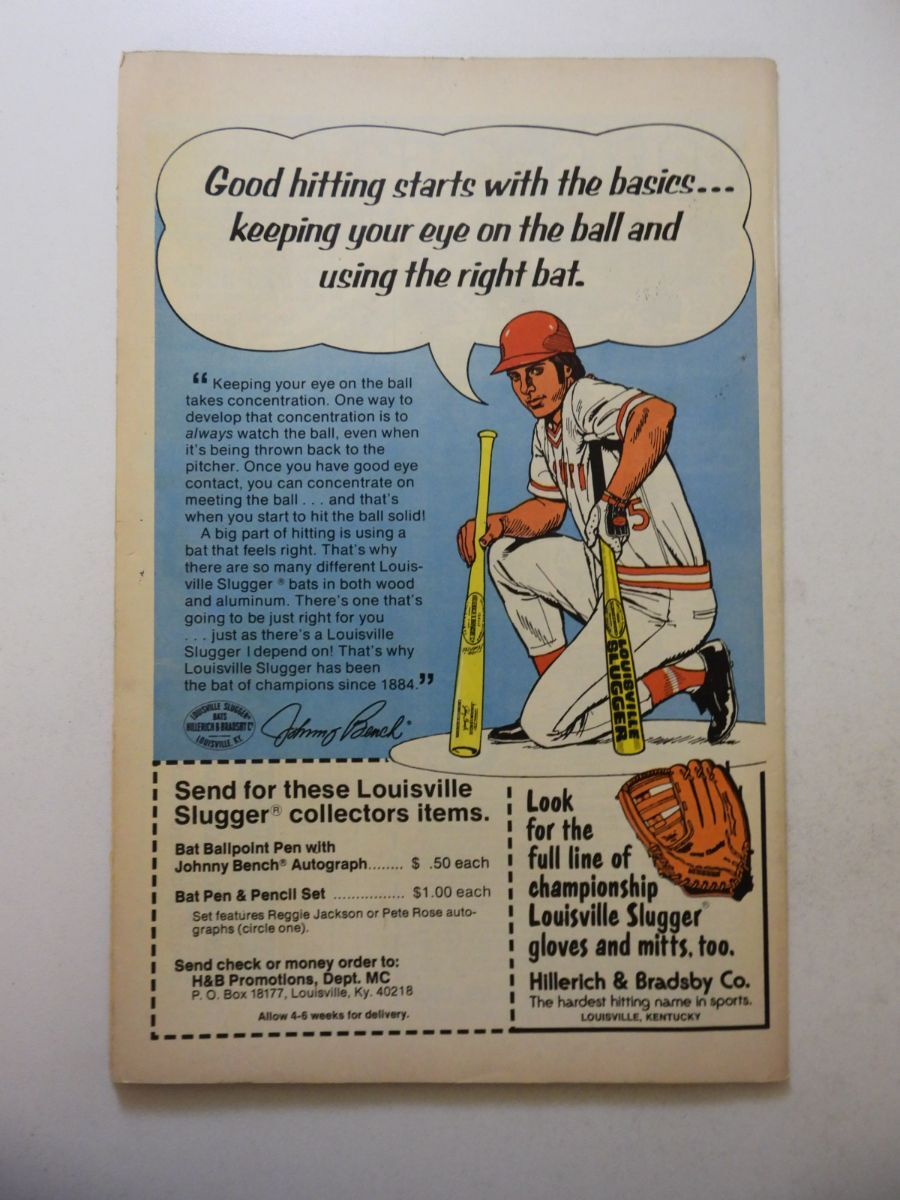 Good hitting starts with the basics...
keeping your eye on the ball and
using the right bat.
“Keeping your eye on the ball
takes concentration. One way to
develop that concentration is to
always watch the ball, even when
it's being thrown back to the
pitcher. Once you have good eye
contact, you can concentrate on
meeting the ball . . . and that's
when you start to hit the ball solid!
A big part of hitting is using a
bat that feels right. That's why
there are so many different Louis-
ville Slugger ® bats in both wood
and aluminum. There's one that's
going to be just right for you
. . . just as there's a Louisville
Slugger I depend on! That's why
Louisville Slugger has been
the bat of champions since 1884.”
5
LOUISVILLE
SLUGGER
LOUISVILLE SLUGGER
BATS
HILLERICH & BRADSBY Co
LOUISVILLE, KY.
Johnny Bench®
Send for these Louisville
Slugger® collectors items.
Bat Ballpoint Pen with
Johnny Bench® Autograph........ $ .50 each
Bat Pen & Pencil Set ................ $1.00 each
Set features Reggie Jackson or Pete Rose auto-
graphs (circle one).
Send check or money order to:
H&B Promotions, Dept. MC
P. O. Box 18177, Louisville, Ky. 40218
Allow 4-6 weeks for delivery.
Look
for the
full line of
championship
Louisville Slugger®
gloves and mitts, too.
Hillerich & Bradsby Co.
The hardest hitting name in sports.
LOUISVILLE, KENTUCKY